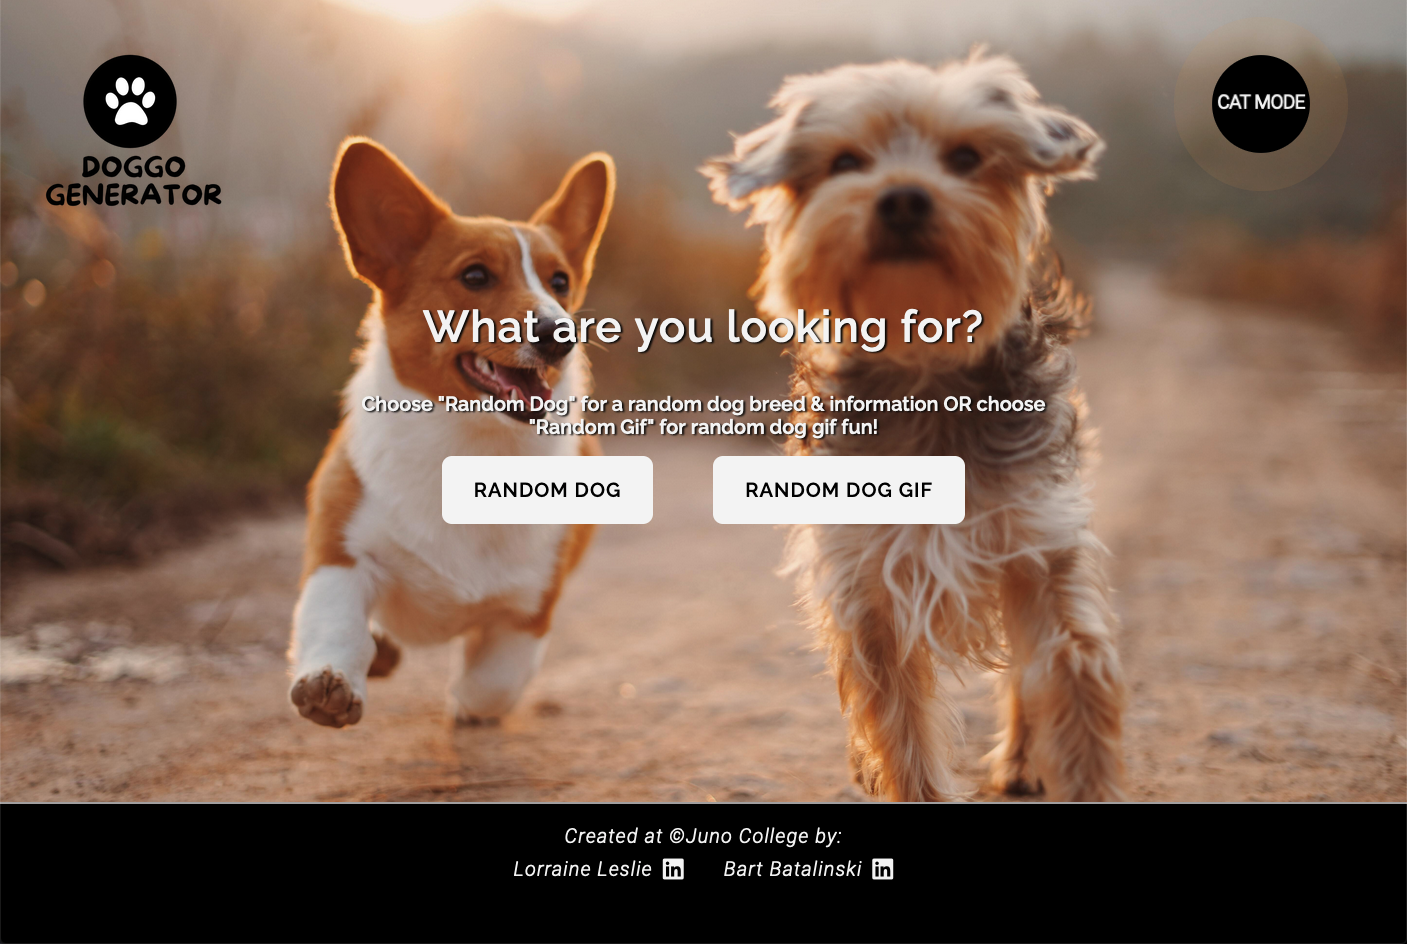 DOGGO
GENERATOR
CAT MODE
What are you looking for?
Choose "Random Dog" for a random dog breed & information OR choose
"Random Gif" for random dog gif fun!
RANDOM DOG
RANDOM DOG GIF
Created at ©Juno College by:
Lorraine Leslie in Bart Batalinski in